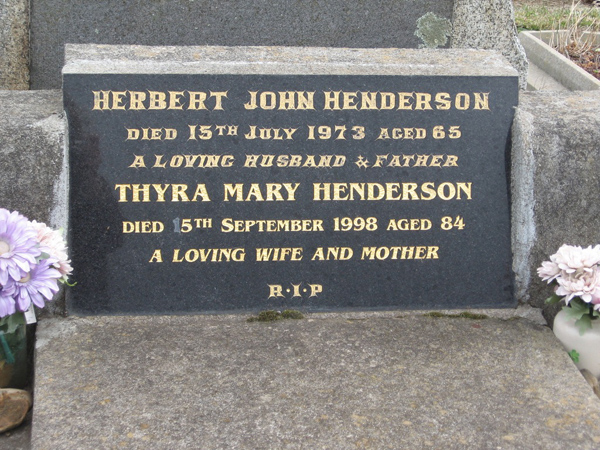 HERBERT JOHN HENDERSON
DIED 15TH JULY 1973 AGED 65
A LOVING HUSBAND & FATHER
THYRA MARY HENDERSON
DIED 15TH SEPTEMBER 1998 AGED 84
A LOVING WIFE AND MOTHER
R·I·P